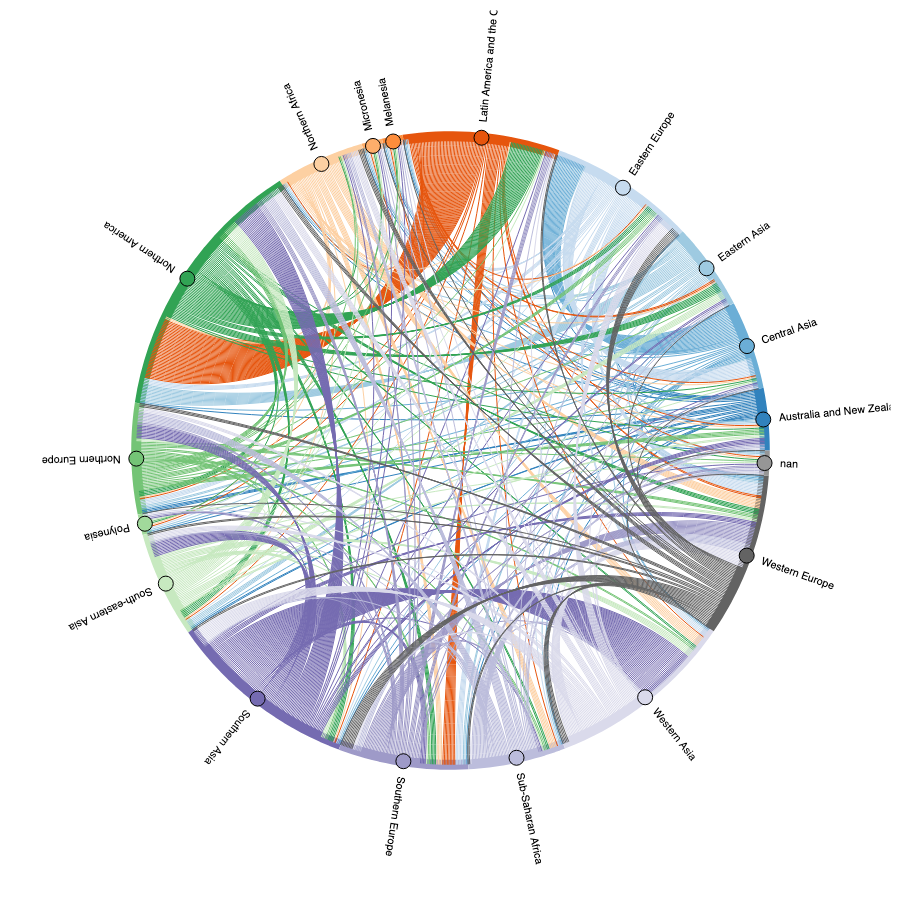 Latin America and the C
Eastern Europe
Eastern Asia
Central Asia
Australia and New Zeala
nan
Western Europe
Western Asia
Sub-Saharan Africa
Southern Europe
Southern Asia
South-eastern Asia
Polynesia
Northern Europe
Northern America
Northern Africa
Micronesia
Melanesia